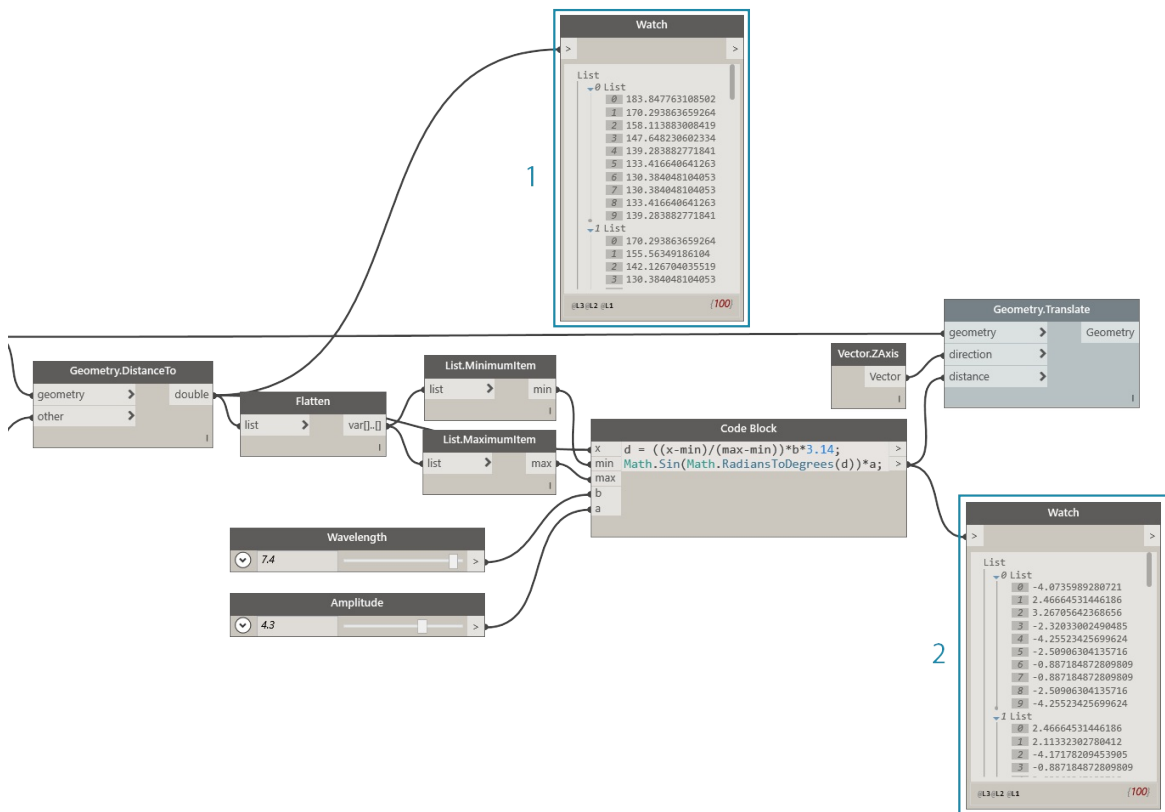 Watch
> >
List
0 List
0 183.847763108502
1 170.293863659264
2 158.113883008419
3 147.648230602334
4 139.283882771841
5 133.416640641263
6 130.384048104053
7 130.384048104053
8 133.416640641263
9 139.283882771841
1 List
0 170.293863659264
1 155.56349186104
2 142.126704035519
3 130.384048104053
@L3 @L2 @L1 {100}
1
Geometry.Translate
geometry > Geometry
direction >
distance >
l
Vector.ZAxis
Vector
l
Geometry.DistanceTo
geometry > double
other >
l
List.MinimumItem
list > min
l
Flatten
list > var[]..[]
l
List.MaximumItem
list > max
l
Code Block
x d = ((x-min)/(max-min))*b*3.14; >
min Math.Sin(Math.RadiansToDegrees(d))*a; >
max
b
a
Wavelength
7.4 >
Amplitude
4.3 >
Watch
> >
List
0 List
0 -4.0735989280721
1 2.46664531446186
2 3.26705642368656
3 -2.32033002490485
4 -4.25523425699624
5 -2.50906304135716
6 -0.887184872809809
7 -0.887184872809809
8 -2.50906304135716
9 -4.25523425699624
1 List
0 2.46664531446186
1 2.11332302780412
2 -4.17178209453905
3 -0.887184872809809
@L3 @L2 @L1 {100}
2